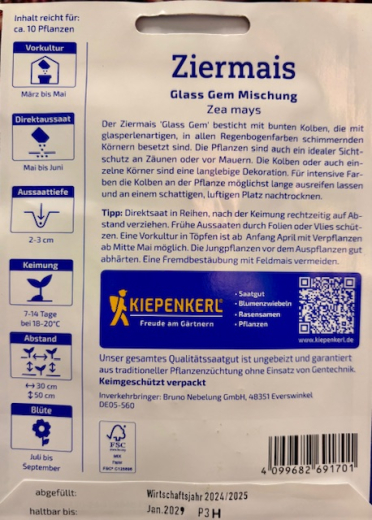 Inhalt reicht für:
ca. 10 Pflanzen
Vorkultur
März bis Mai
Direktaussaat
Mai bis Juni
Aussaattiefe
2-3 cm
Keimung
7-14 Tage
bei 18-20°C
Abstand
↔ 30 cm
↕ 50 cm
Blüte
Juli bis
September
Ziermais
Glass Gem Mischung
Zea mays
Der Ziermais 'Glass Gem' besticht mit bunten Kolben, die mit
glasperlenartigen, in allen Regenbogenfarben schimmernden
Körnern besetzt sind. Die Pflanzen sind auch ein idealer Sicht-
schutz an Zäunen oder vor Mauern. Die Kolben oder auch ein-
zelne Körner sind eine langlebige Dekoration. Für intensive Far-
ben die Kolben an der Pflanze möglichst lange ausreifen lassen
und an einem schattigen, luftigen Platz nachtrocknen.
Tipp: Direktsaat in Reihen, nach der Keimung rechtzeitig auf Ab-
stand verziehen. Frühe Aussaaten durch Folien oder Vlies schüt-
zen. Eine Vorkultur in Töpfen ist ab Anfang April mit Verpflanzen
ab Mitte Mai möglich. Die Jungpflanzen vor dem Auspflanzen gut
abhärten. Eine Fremdbestäubung mit Feldmais vermeiden.
KIEPENKERL
Freude am Gärtnern
• Saatgut
• Blumenzwiebeln
• Rasensamen
• Pflanzen
www.kiepenkerl.de
Unser gesamtes Qualitätssaatgut ist ungebeizt und garantiert
aus traditioneller Pflanzenzüchtung ohne Einsatz von Gentechnik.
Keimgeschützt verpackt
Inverkehrbringer: Bruno Nebelung GmbH, 48351 Everswinkel
DE05-560
FSC
MIX
4 099682 691701
abgefüllt: Wirtschaftsjahr 2024/2025
haltbar bis: Jan.2029 P3H